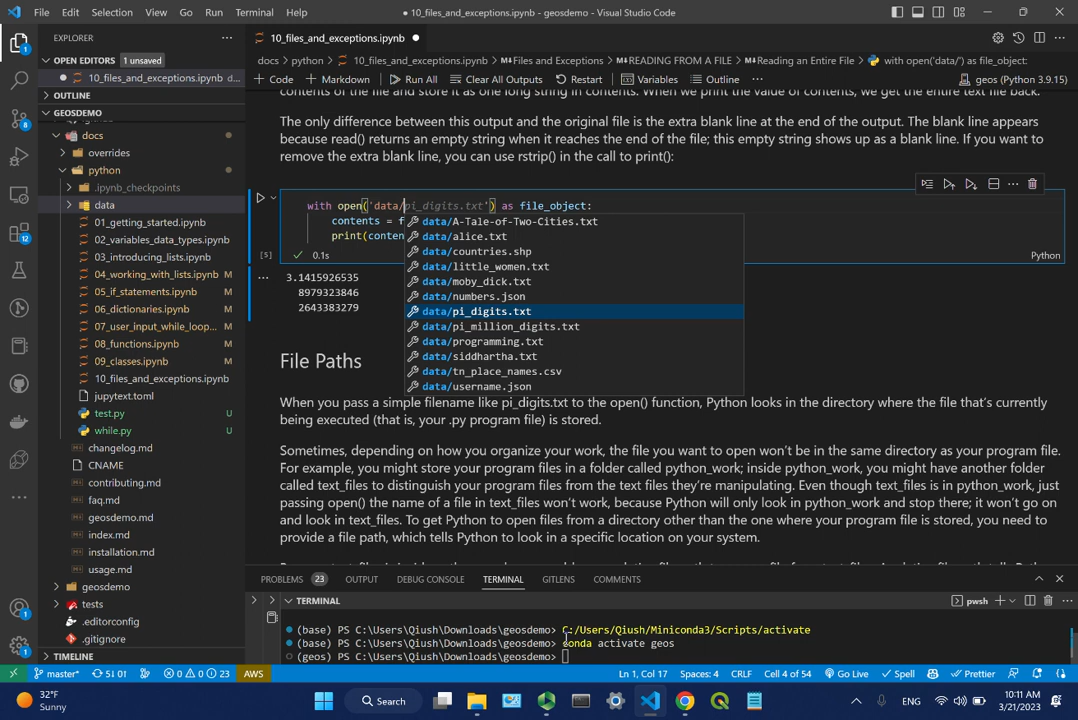 File Edit Selection View Go Run Terminal Help
● 10_files_and_exceptions.ipynb - geosdemo - Visual Studio Code
EXPLORER
OPEN EDITORS 1 unsaved
10_files_and_exceptions.ipynb d...
OUTLINE
GEOSDEMO
docs
overrides
python
.ipynb_checkpoints
data
01_getting_started.ipynb
02_variables_data_types.ipynb
03_introducing_lists.ipynb
04_working_with_lists.ipynb M
05_if_statements.ipynb M
06_dictionaries.ipynb M
07_user_input_while_loop... M
08_functions.ipynb M
09_classes.ipynb M
10_files_and_exceptions.ipynb
jupytext.toml
test.py U
while.py U
changelog.md
CNAME
contributing.md
faq.md
geosdemo.md
index.md
installation.md
usage.md
geosdemo
tests
.editorconfig
.gitignore
TIMELINE
10_files_and_exceptions.ipynb ●
docs > python > 10_files_and_exceptions.ipynb > Files and Exceptions > READING FROM A FILE > Reading an Entire File > with open('data/') as file_object:
+ Code + Markdown Run All Clear All Outputs Restart Variables Outline ... geos (Python 3.9.15)
contents of the file and store it as one long string in contents. When we print the value of contents, we get the entire text file back.
The only difference between this output and the original file is the extra blank line at the end of the output. The blank line appears
because read() returns an empty string when it reaches the end of the file; this empty string shows up as a blank line. If you want to
remove the extra blank line, you can use rstrip() in the call to print():
with open('data/pi_digits.txt') as file_object:
contents = f
print(conten
[5] 0.1s Python
data/A-Tale-of-Two-Cities.txt
data/alice.txt
data/countries.shp
data/little_women.txt
data/moby_dick.txt
data/numbers.json
data/pi_digits.txt
data/pi_million_digits.txt
data/programming.txt
data/siddhartha.txt
data/tn_place_names.csv
data/username.json
3.1415926535
8979323846
2643383279
File Paths
When you pass a simple filename like pi_digits.txt to the open() function, Python looks in the directory where the file that's currently
being executed (that is, your .py program file) is stored.
Sometimes, depending on how you organize your work, the file you want to open won't be in the same directory as your program file.
For example, you might store your program files in a folder called python_work; inside python_work, you might have another folder
called text_files to distinguish your program files from the text files they're manipulating. Even though text_files is in python_work, just
passing open() the name of a file in text_files won't work, because Python will only look in python_work and stop there; it won't go on
and look in text_files. To get Python to open files from a directory other than the one where your program file is stored, you need to
provide a file path, which tells Python to look in a specific location on your system.
PROBLEMS 23 OUTPUT DEBUG CONSOLE TERMINAL GITLENS COMMENTS
TERMINAL pwsh
(base) PS C:\Users\Qiush\Downloads\geosdemo> C:/Users/Qiush/Miniconda3/Scripts/activate
(base) PS C:\Users\Qiush\Downloads\geosdemo> conda activate geos
(geos) PS C:\Users\Qiush\Downloads\geosdemo>
master* 5↓ 0↑ 0 0 23 AWS Ln 1, Col 17 Spaces: 4 CRLF Cell 4 of 54 Go Live Spell Prettier
32°F
Sunny
Search
ENG
10:11 AM
3/21/2023